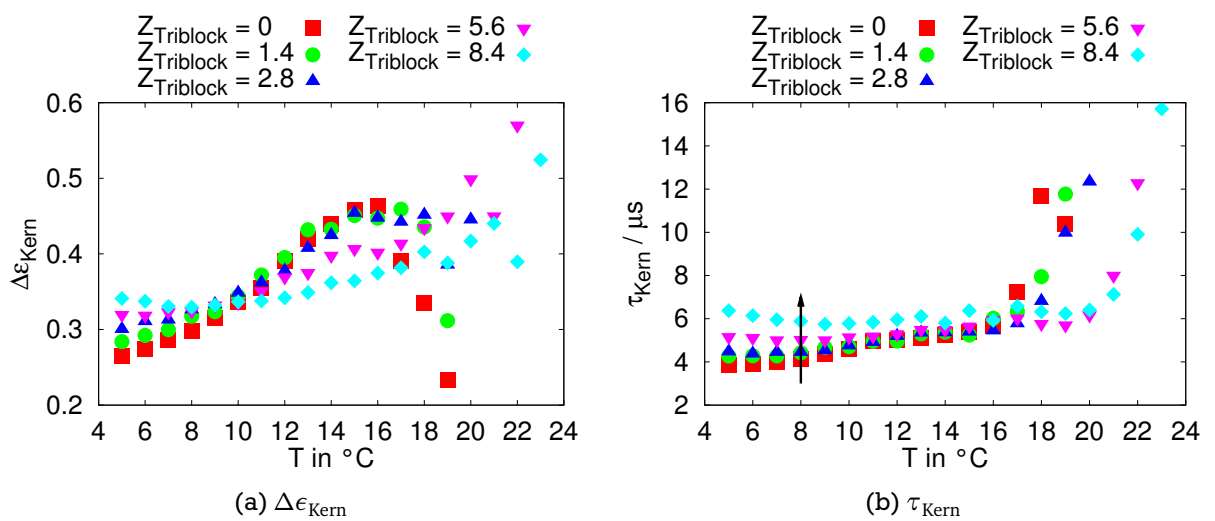 Z_Triblock = 0 Z_Triblock = 5.6
Z_Triblock = 1.4 Z_Triblock = 8.4
Z_Triblock = 2.8
0.6
0.5
0.4
0.3
0.2
Δε_Kern
4 6 8 10 12 14 16 18 20 22 24
T in °C
(a) Δϵ_Kern
Z_Triblock = 0 Z_Triblock = 5.6
Z_Triblock = 1.4 Z_Triblock = 8.4
Z_Triblock = 2.8
16
14
12
10
8
6
4
2
τ_Kern / μs
4 6 8 10 12 14 16 18 20 22 24
T in °C
(b) τ_Kern